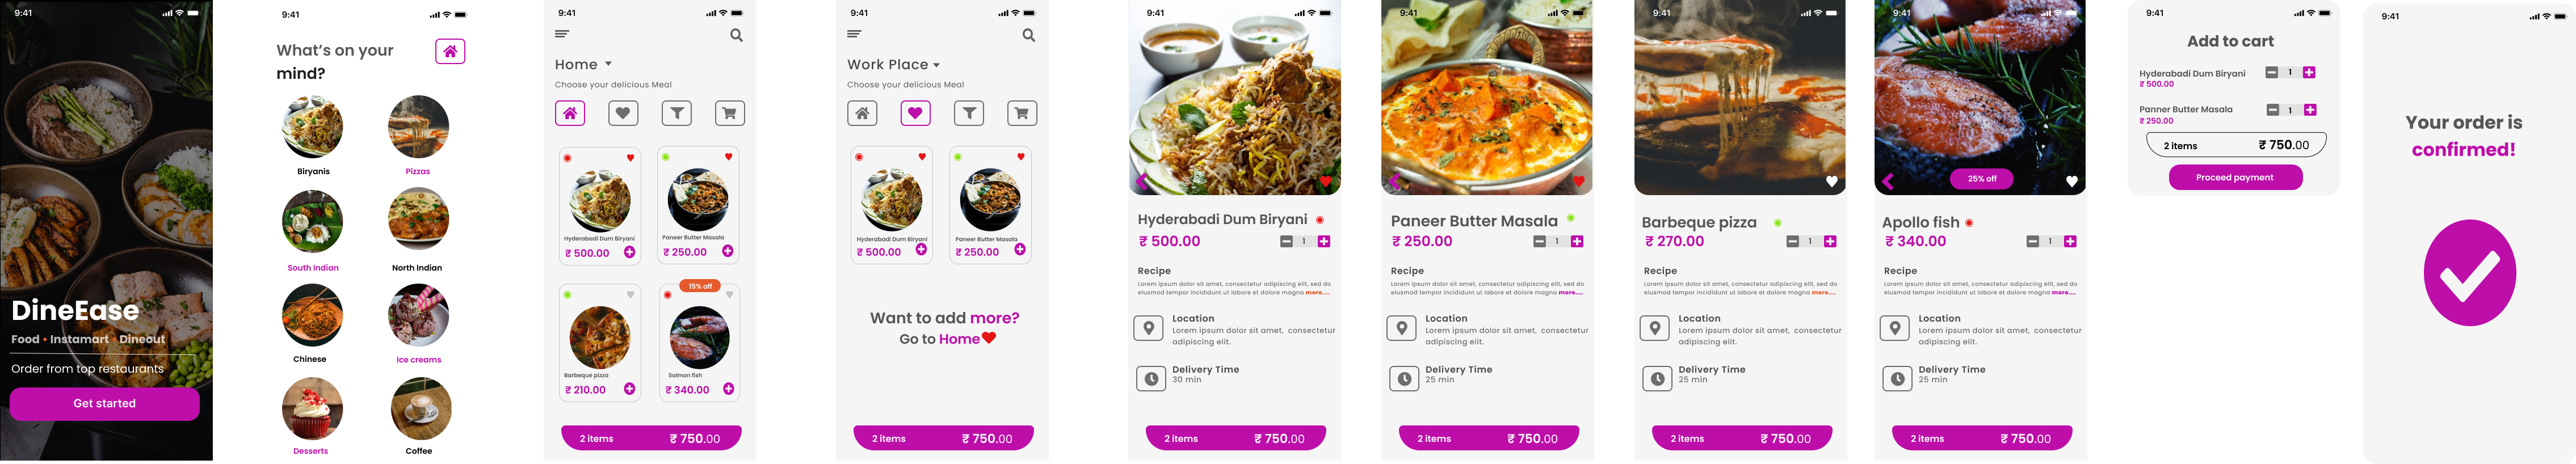 9:41
DineEase
Food • Instamart • Dineout
Order from top restaurants
Get started
9:41
What's on your
mind?
Biryanis
Pizzas
South Indian
North Indian
Chinese
Ice creams
Desserts
Coffee
9:41
Home
Choose your delicious Meal
Hyderabadi Dum Biryani
₹ 500.00
Paneer Butter Masala
₹ 250.00
15% off
Barbeque pizza
₹ 210.00
Solmon fish
₹ 340.00
2 items ₹ 750.00
9:41
Work Place
Choose your delicious Meal
Hyderabadi Dum Biryani
₹ 500.00
Paneer Butter Masala
₹ 250.00
Want to add more?
Go to Home
2 items ₹ 750.00
9:41
Hyderabadi Dum Biryani
₹ 500.00 1
Recipe
Lorem ipsum dolor sit amet, consectetur adipiscing elit, sed do
eiusmod tempor incididunt ut labore et dolore magna more....
Location
Lorem ipsum dolor sit amet, consectetur
adipiscing elit.
Delivery Time
30 min
2 items ₹ 750.00
9:41
Paneer Butter Masala
₹ 250.00 1
Recipe
Lorem ipsum dolor sit amet, consectetur adipiscing elit, sed do
eiusmod tempor incididunt ut labore et dolore magna more....
Location
Lorem ipsum dolor sit amet, consectetur
adipiscing elit.
Delivery Time
25 min
2 items ₹ 750.00
9:41
Barbeque pizza
₹ 270.00 1
Recipe
Lorem ipsum dolor sit amet, consectetur adipiscing elit, sed do
eiusmod tempor incididunt ut labore et dolore magna more....
Location
Lorem ipsum dolor sit amet, consectetur
adipiscing elit.
Delivery Time
25 min
2 items ₹ 750.00
9:41
25% off
Apollo fish
₹ 340.00 1
Recipe
Lorem ipsum dolor sit amet, consectetur adipiscing elit, sed do
eiusmod tempor incididunt ut labore et dolore magna more....
Location
Lorem ipsum dolor sit amet, consectetur
adipiscing elit.
Delivery Time
25 min
2 items ₹ 750.00
9:41
Add to cart
Hyderabadi Dum Biryani 1
₹ 500.00
Panner Butter Masala 1
₹ 250.00
2 items ₹ 750.00
Proceed payment
9:41
Your order is
confirmed!